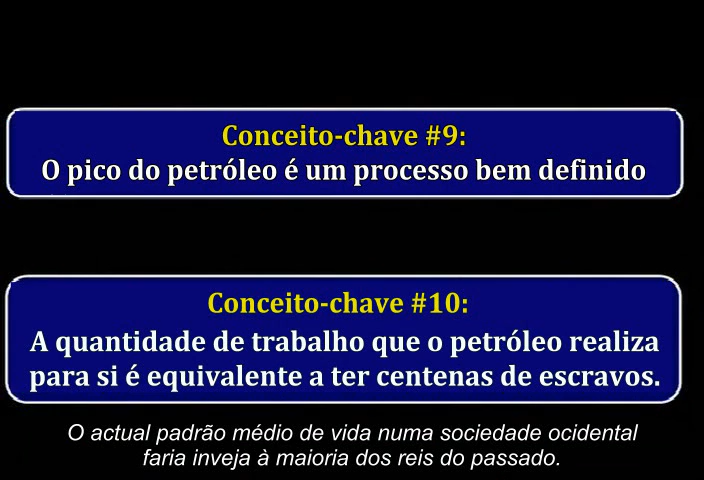 Conceito-chave #9:
O pico do petróleo é um processo bem definido
Conceito-chave #10:
A quantidade de trabalho que o petróleo realiza
para si é equivalente a ter centenas de escravos.
O actual padrão médio de vida numa sociedade ocidental
faria inveja à maioria dos reis do passado.